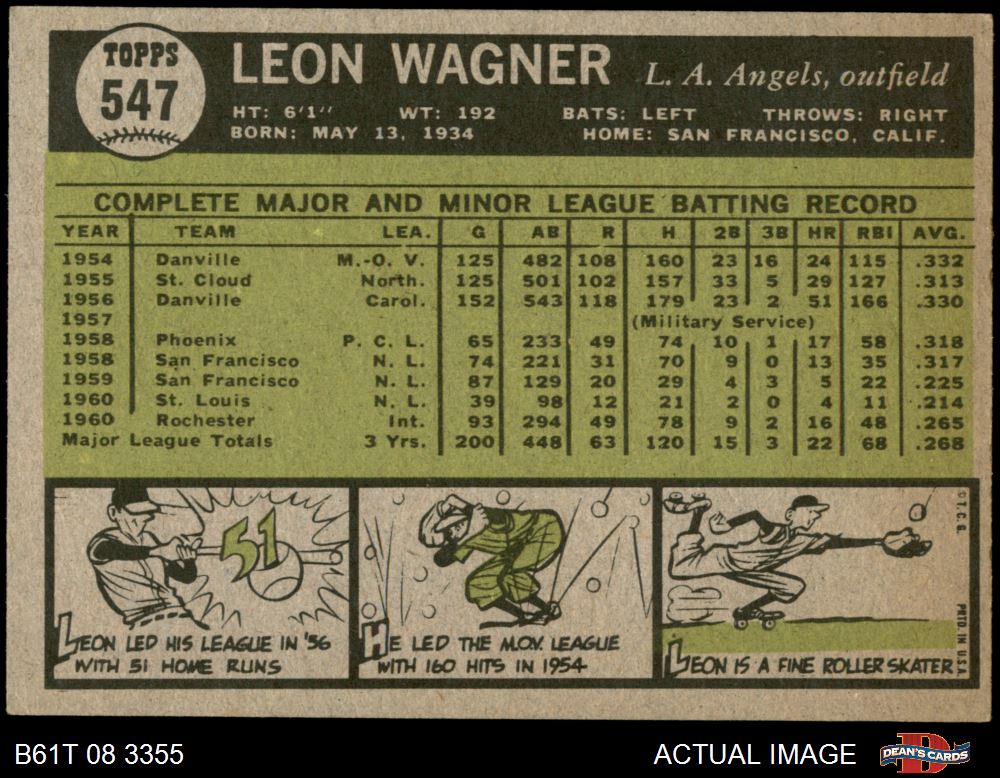 TOPPS
547
LEON WAGNER L. A. Angels, outfield
HT: 6'1'' WT: 192 BATS: LEFT THROWS: RIGHT
BORN: MAY 13, 1934 HOME: SAN FRANCISCO, CALIF.
COMPLETE MAJOR AND MINOR LEAGUE BATTING RECORD
YEAR TEAM LEA. G AB R H 2B 3B HR RBI AVG.
1954 Danville M.-O. V. 125 482 108 160 23 16 24 115 .332
1955 St. Cloud North. 125 501 102 157 33 5 29 127 .313
1956 Danville Carol. 152 543 118 179 23 2 51 166 .330
1957 (Military Service)
1958 Phoenix P. C. L. 65 233 49 74 10 1 17 58 .318
1958 San Francisco N. L. 74 221 31 70 9 0 13 35 .317
1959 San Francisco N. L. 87 129 20 29 4 3 5 22 .225
1960 St. Louis N. L. 39 98 12 21 2 0 4 11 .214
1960 Rochester Int. 93 294 49 78 9 2 16 48 .265
Major League Totals 3 Yrs. 200 448 63 120 15 3 22 68 .268
51
LEON LED HIS LEAGUE IN '56
WITH 51 HOME RUNS
HE LED THE M.O.V. LEAGUE
WITH 160 HITS IN 1954
LEON IS A FINE ROLLER SKATER
© T. C. G.
PRTD. IN U.S.A.
B61T 08 3355 ACTUAL IMAGE DEAN'S CARDS